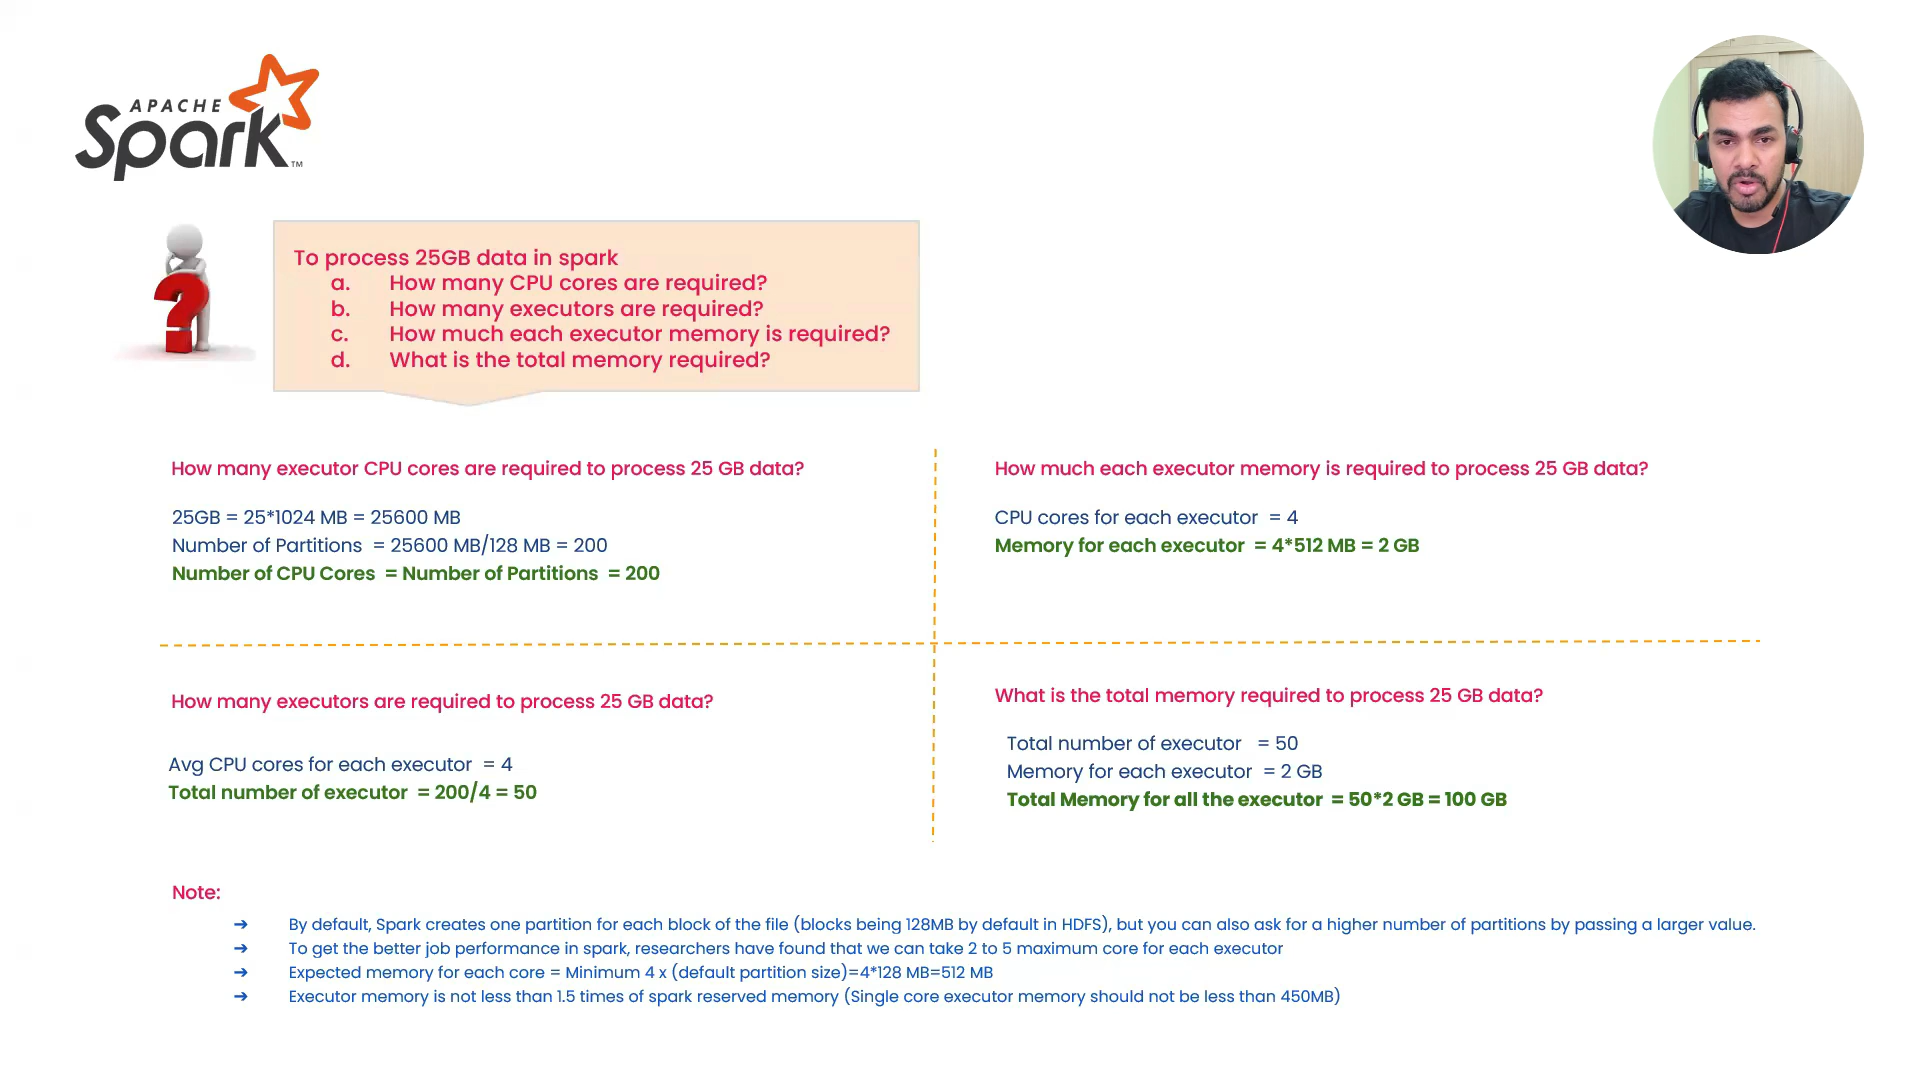 APACHE
Spark™
To process 25GB data in spark
a. How many CPU cores are required?
b. How many executors are required?
c. How much each executor memory is required?
d. What is the total memory required?
How many executor CPU cores are required to process 25 GB data?
25GB = 25*1024 MB = 25600 MB
Number of Partitions = 25600 MB/128 MB = 200
Number of CPU Cores = Number of Partitions = 200
How much each executor memory is required to process 25 GB data?
CPU cores for each executor = 4
Memory for each executor = 4*512 MB = 2 GB
How many executors are required to process 25 GB data?
Avg CPU cores for each executor = 4
Total number of executor = 200/4 = 50
What is the total memory required to process 25 GB data?
Total number of executor = 50
Memory for each executor = 2 GB
Total Memory for all the executor = 50*2 GB = 100 GB
Note:
➔ By default, Spark creates one partition for each block of the file (blocks being 128MB by default in HDFS), but you can also ask for a higher number of partitions by passing a larger value.
➔ To get the better job performance in spark, researchers have found that we can take 2 to 5 maximum core for each executor
➔ Expected memory for each core = Minimum 4 x (default partition size)=4*128 MB=512 MB
➔ Executor memory is not less than 1.5 times of spark reserved memory (Single core executor memory should not be less than 450MB)